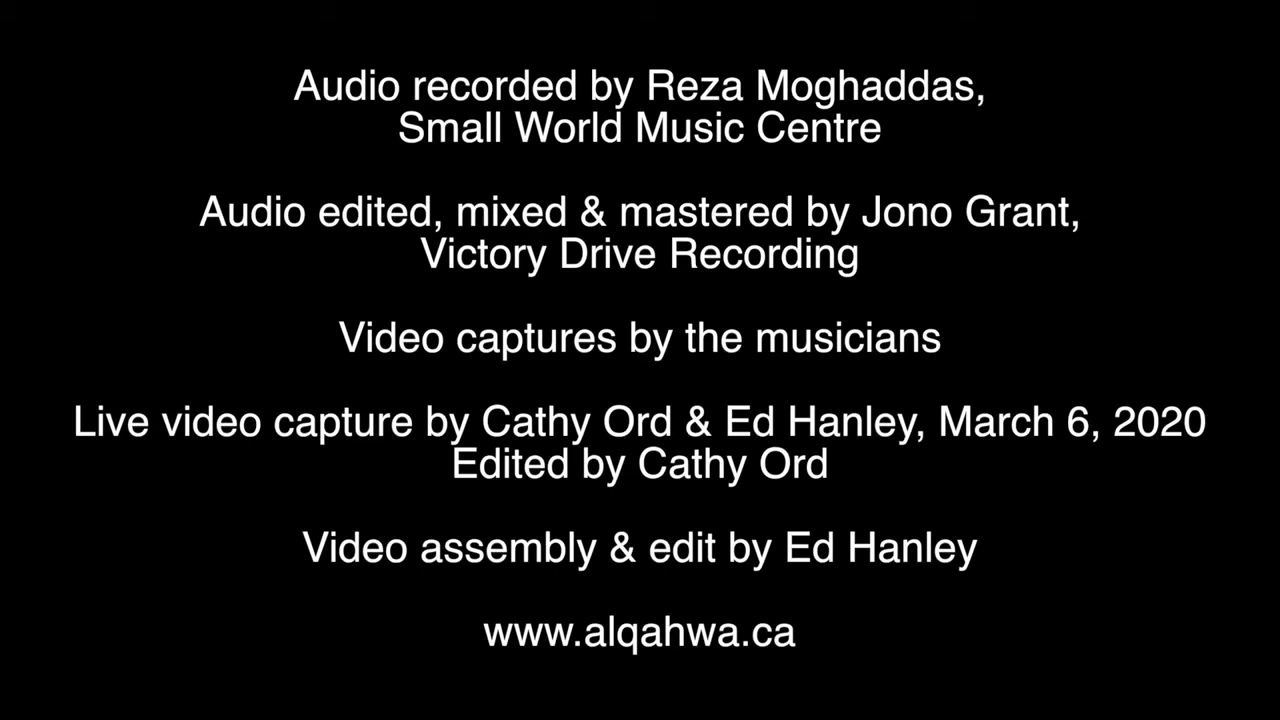 Audio recorded by Reza Moghaddas,
Small World Music Centre
Audio edited, mixed & mastered by Jono Grant,
Victory Drive Recording
Video captures by the musicians
Live video capture by Cathy Ord & Ed Hanley, March 6, 2020
Edited by Cathy Ord
Video assembly & edit by Ed Hanley
www.alqahwa.ca